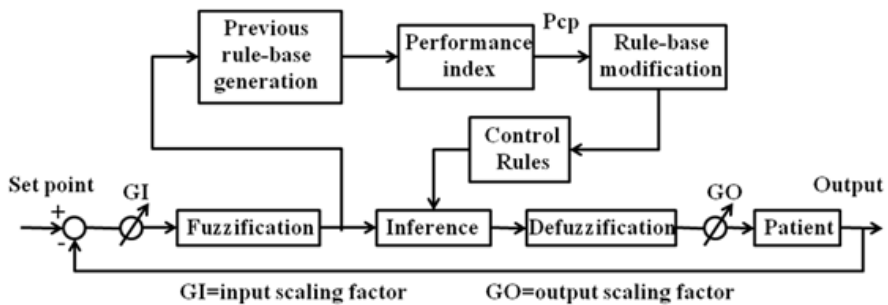 Previous
rule-base
generation
Performance
index
Pcp
Rule-base
modification
Control
Rules
Set point
+
-
GI
Fuzzification
Inference
Defuzzification
GO
Patient
Output
GI=input scaling factor
GO=output scaling factor